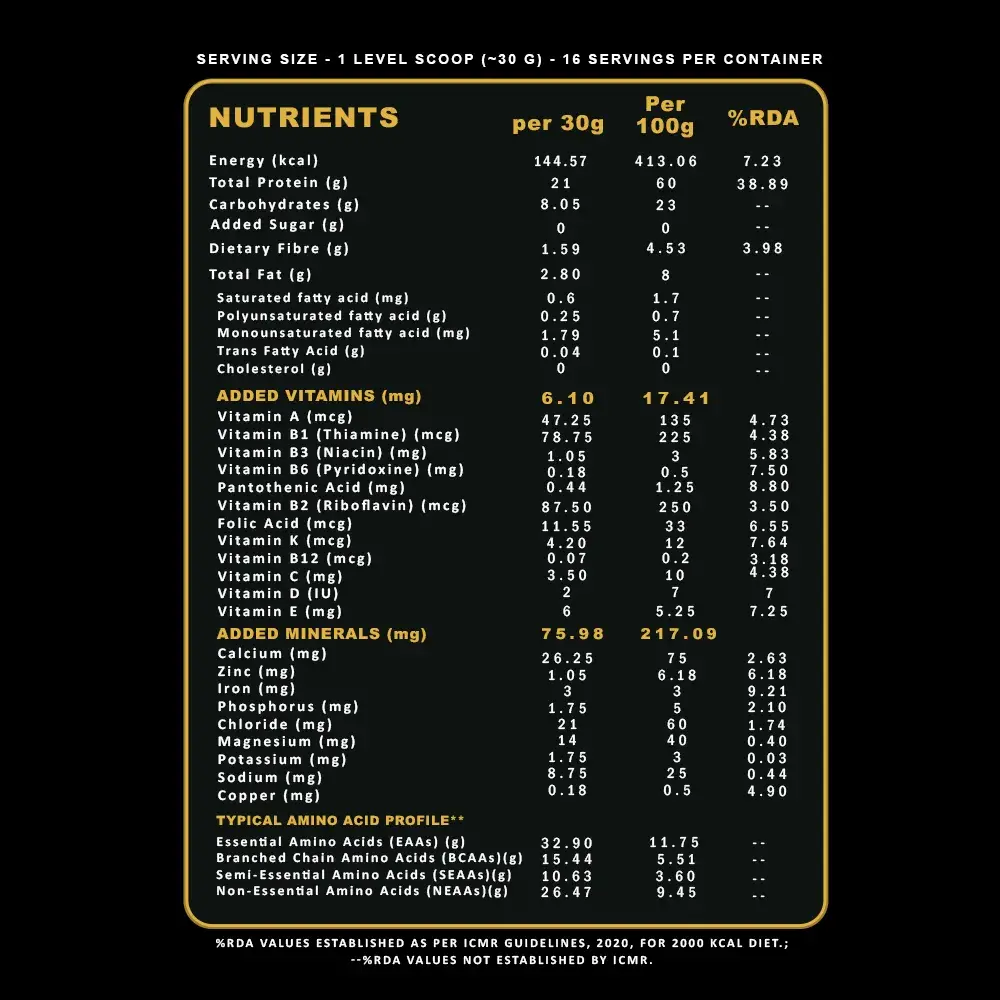 SERVING SIZE - 1 LEVEL SCOOP (~30 G) - 16 SERVINGS PER CONTAINER
NUTRIENTS per 30g Per 100g %RDA
Energy (kcal) 144.57 413.06 7.23
Total Protein (g) 21 60 38.89
Carbohydrates (g) 8.05 23 --
Added Sugar (g) 0 0 --
Dietary Fibre (g) 1.59 4.53 3.98
Total Fat (g) 2.80 8 --
Saturated fatty acid (mg) 0.6 1.7 --
Polyunsaturated fatty acid (g) 0.25 0.7 --
Monounsaturated fatty acid (mg) 1.79 5.1 --
Trans Fatty Acid (g) 0.04 0.1 --
Cholesterol (g) 0 0 --
ADDED VITAMINS (mg) 6.10 17.41
Vitamin A (mcg) 47.25 135 4.73
Vitamin B1 (Thiamine) (mcg) 78.75 225 4.38
Vitamin B3 (Niacin) (mg) 1.05 3 5.83
Vitamin B6 (Pyridoxine) (mg) 0.18 0.5 7.50
Pantothenic Acid (mg) 0.44 1.25 8.80
Vitamin B2 (Riboflavin) (mcg) 87.50 250 3.50
Folic Acid (mcg) 11.55 33 6.55
Vitamin K (mcg) 4.20 12 7.64
Vitamin B12 (mcg) 0.07 0.2 3.18
Vitamin C (mg) 3.50 10 4.38
Vitamin D (IU) 2 7 7
Vitamin E (mg) 6 5.25 7.25
ADDED MINERALS (mg) 75.98 217.09
Calcium (mg) 26.25 75 2.63
Zinc (mg) 1.05 6.18 6.18
Iron (mg) 3 3 9.21
Phosphorus (mg) 1.75 5 2.10
Chloride (mg) 21 60 1.74
Magnesium (mg) 14 40 0.40
Potassium (mg) 1.75 3 0.03
Sodium (mg) 8.75 25 0.44
Copper (mg) 0.18 0.5 4.90
TYPICAL AMINO ACID PROFILE**
Essential Amino Acids (EAAs) (g) 32.90 11.75 --
Branched Chain Amino Acids (BCAAs)(g) 15.44 5.51 --
Semi-Essential Amino Acids (SEAAs)(g) 10.63 3.60 --
Non-Essential Amino Acids (NEAAs)(g) 26.47 9.45 --
%RDA VALUES ESTABLISHED AS PER ICMR GUIDELINES, 2020, FOR 2000 KCAL DIET.;
--%RDA VALUES NOT ESTABLISHED BY ICMR.